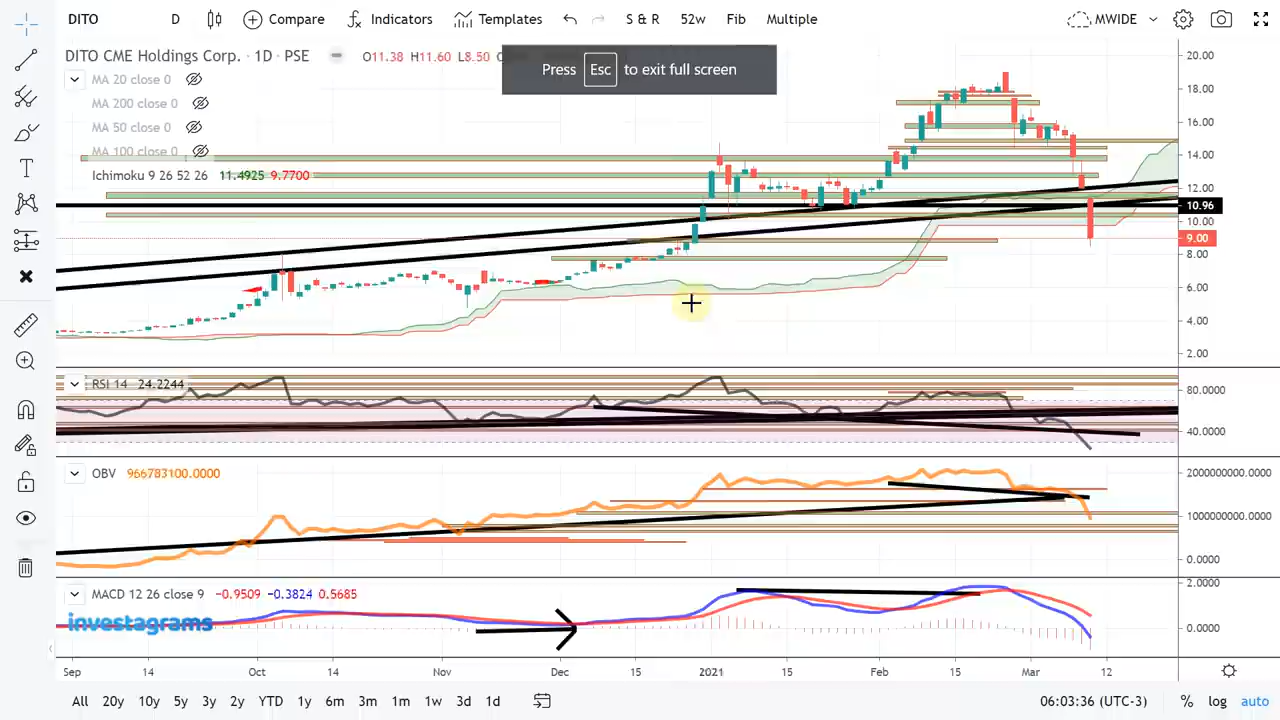 DITO D Compare Indicators Templates S & R 52w Fib Multiple MWIDE
DITO CME Holdings Corp. · 1D · PSE O11.38 H11.60 L8.50
Press Esc to exit full screen
MA 20 close 0
MA 200 close 0
MA 50 close 0
MA 100 close 0
Ichimoku 9 26 52 26 11.4925 9.7700
20.00
18.00
16.00
14.00
12.00
10.96
10.00
9.00
8.00
6.00
4.00
2.00
RSI 14 24.2244
80.0000
40.0000
OBV 966783100.0000
2000000000.0000
1000000000.0000
0.0000
MACD 12 26 close 9 −0.9509 −0.3824 0.5685
2.0000
0.0000
investagrams
Sep 14 Oct 14 Nov Dec 15 2021 15 Feb 15 Mar 12
All 20y 10y 5y 3y 2y YTD 1y 6m 3m 1m 1w 3d 1d 06:03:36 (UTC-3) % log auto